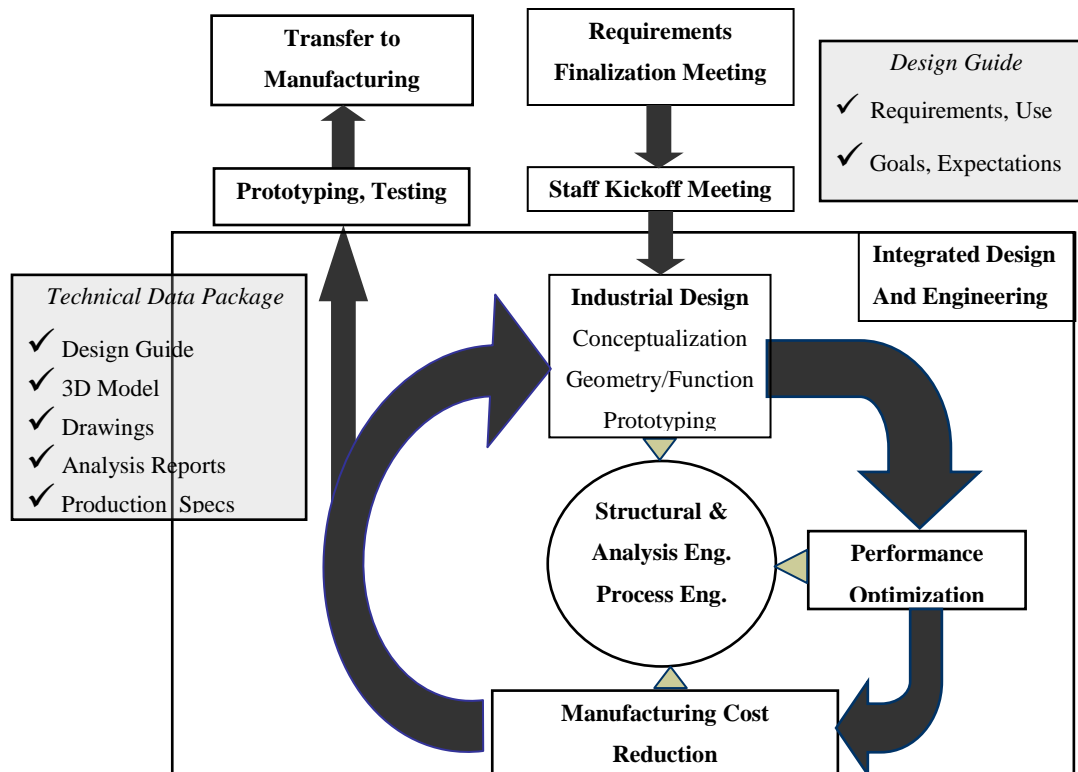 Transfer to
Manufacturing
Requirements
Finalization Meeting
Design Guide
✓ Requirements, Use
✓ Goals, Expectations
Prototyping, Testing
Staff Kickoff Meeting
Integrated Design
And Engineering
Technical Data Package
✓ Design Guide
✓ 3D Model
✓ Drawings
✓ Analysis Reports
✓ Production Specs
Industrial Design
Conceptualization
Geometry/Function
Prototyping
Structural &
Analysis Eng.
Process Eng.
Performance
Optimization
Manufacturing Cost
Reduction